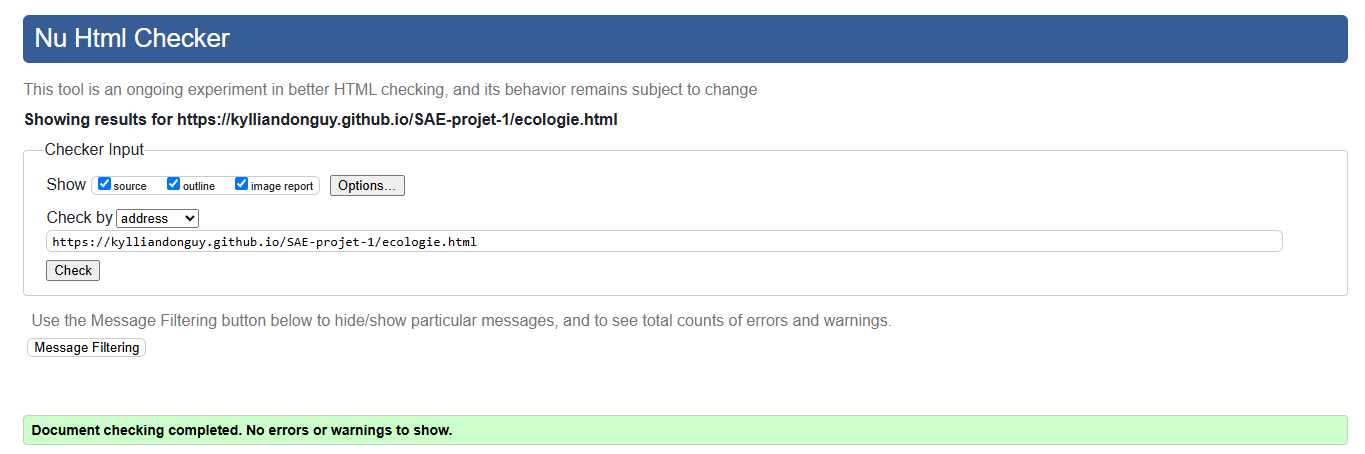 Nu Html Checker
This tool is an ongoing experiment in better HTML checking, and its behavior remains subject to change
Showing results for https://kylliandonguy.github.io/SAE-projet-1/ecologie.html
Checker Input
Show source outline image report Options...
Check by address
https://kylliandonguy.github.io/SAE-projet-1/ecologie.html
Check
Use the Message Filtering button below to hide/show particular messages, and to see total counts of errors and warnings.
Message Filtering
Document checking completed. No errors or warnings to show.